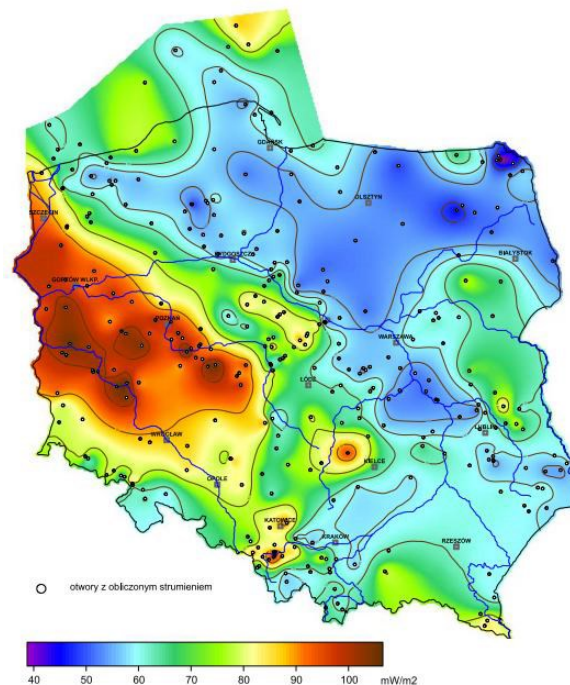 GDAŃSK
OLSZTYN
SZCZECIN
BIAŁYSTOK
BYDGOSZCZ
GORZÓW WLKP.
POZNAŃ
WARSZAWA
ŁÓDŹ
WROCŁAW
LUBLIN
KIELCE
OPOLE
KATOWICE
KRAKÓW
RZESZÓW
otwory z obliczonym strumieniem
40 50 60 70 80 90 100 mW/m2